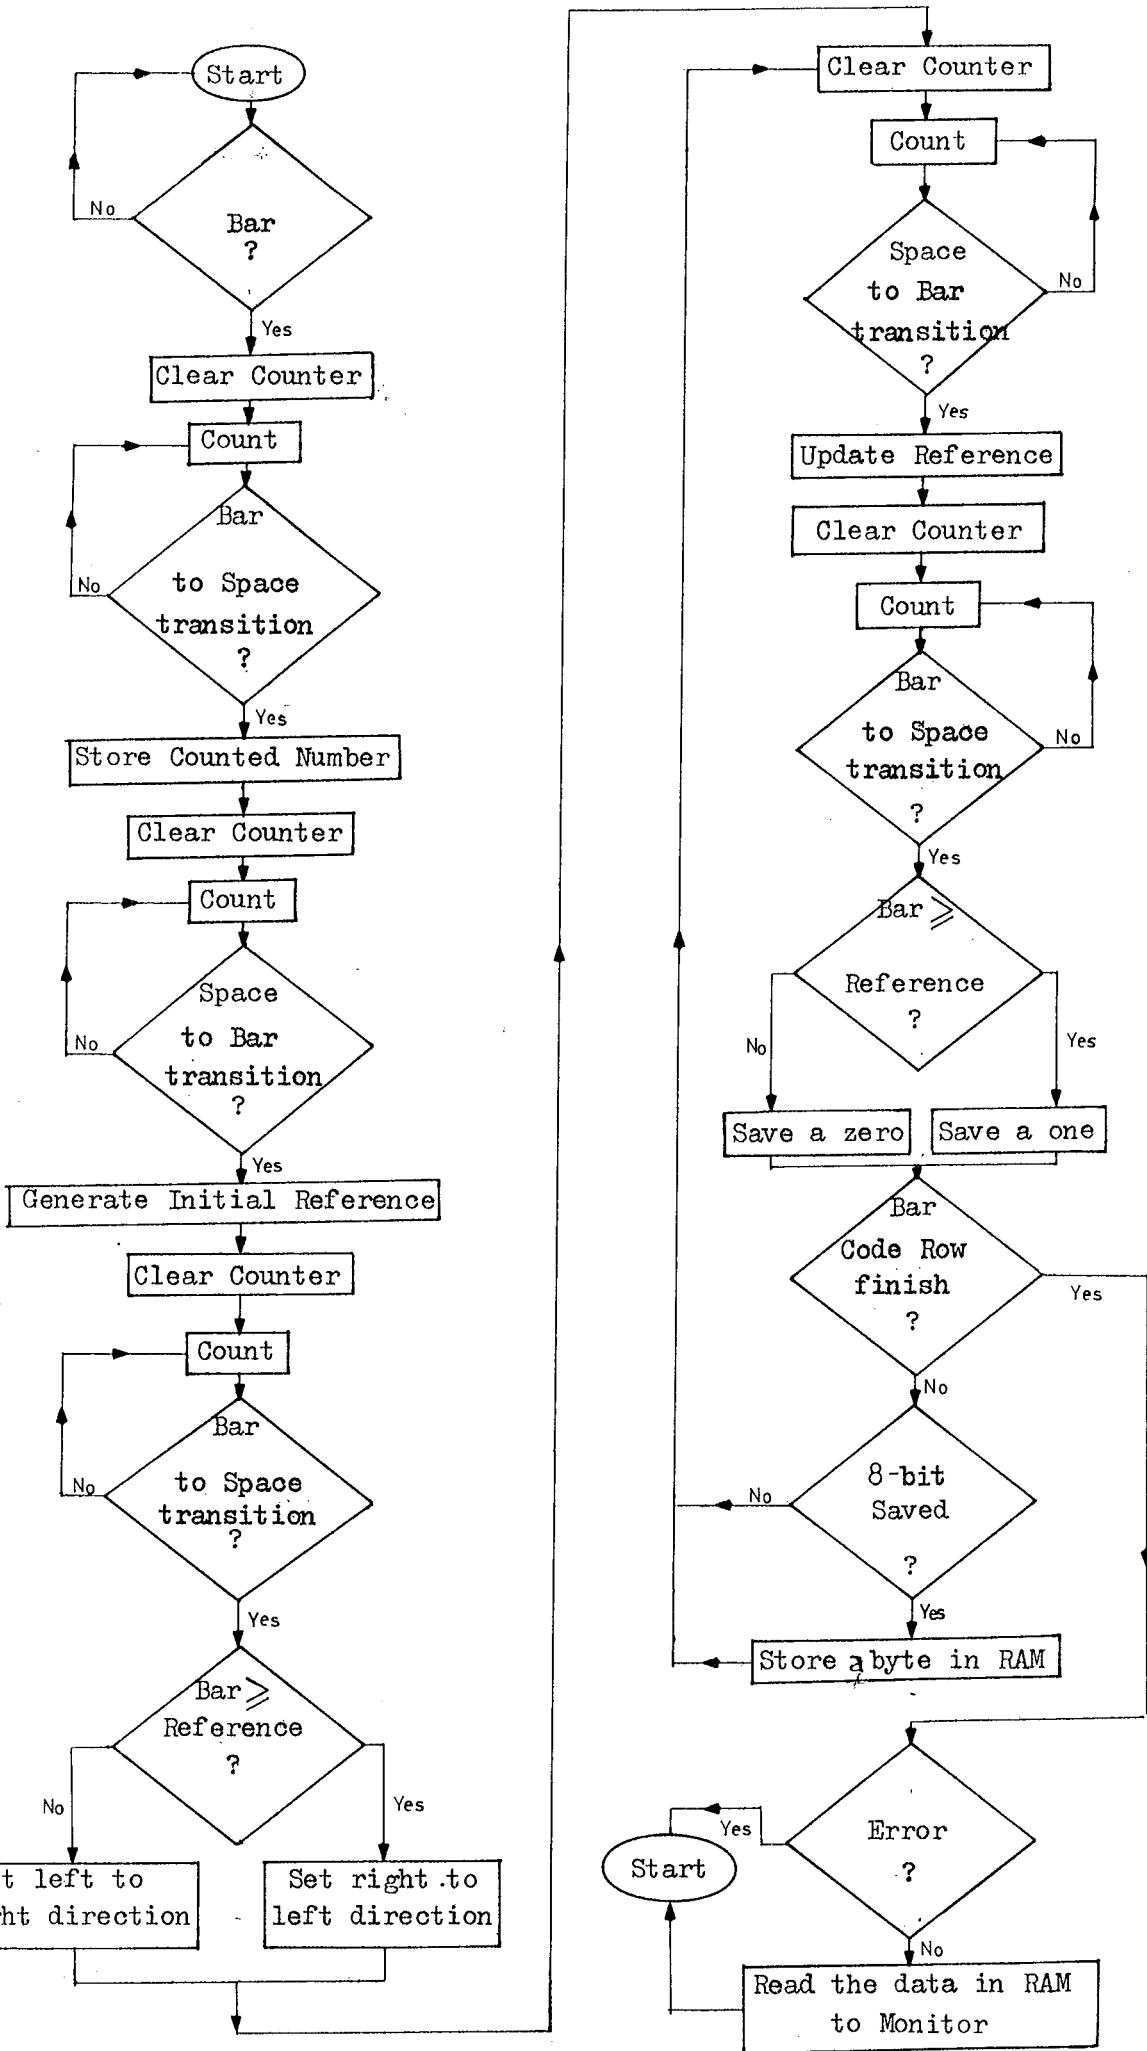 Start
Bar
?
No
Yes
Clear Counter
Count
Bar
to Space
transition
?
No
Yes
Store Counted Number
Clear Counter
Count
Space
to Bar
transition
?
No
Yes
Generate Initial Reference
Clear Counter
Count
Bar
to Space
transition
?
No
Yes
Bar ⩾
Reference
?
No
Yes
t left to
ht direction
Set right to
left direction
Clear Counter
Count
Space
to Bar
transition
?
No
Yes
Update Reference
Clear Counter
Count
Bar
to Space
transition
?
No
Yes
Bar ⩾
Reference
?
No
Yes
Save a zero
Save a one
Bar
Code Row
finish
?
Yes
No
8-bit
Saved
?
No
Yes
Store a byte in RAM
Error
?
Yes
Start
No
Read the data in RAM
to Monitor